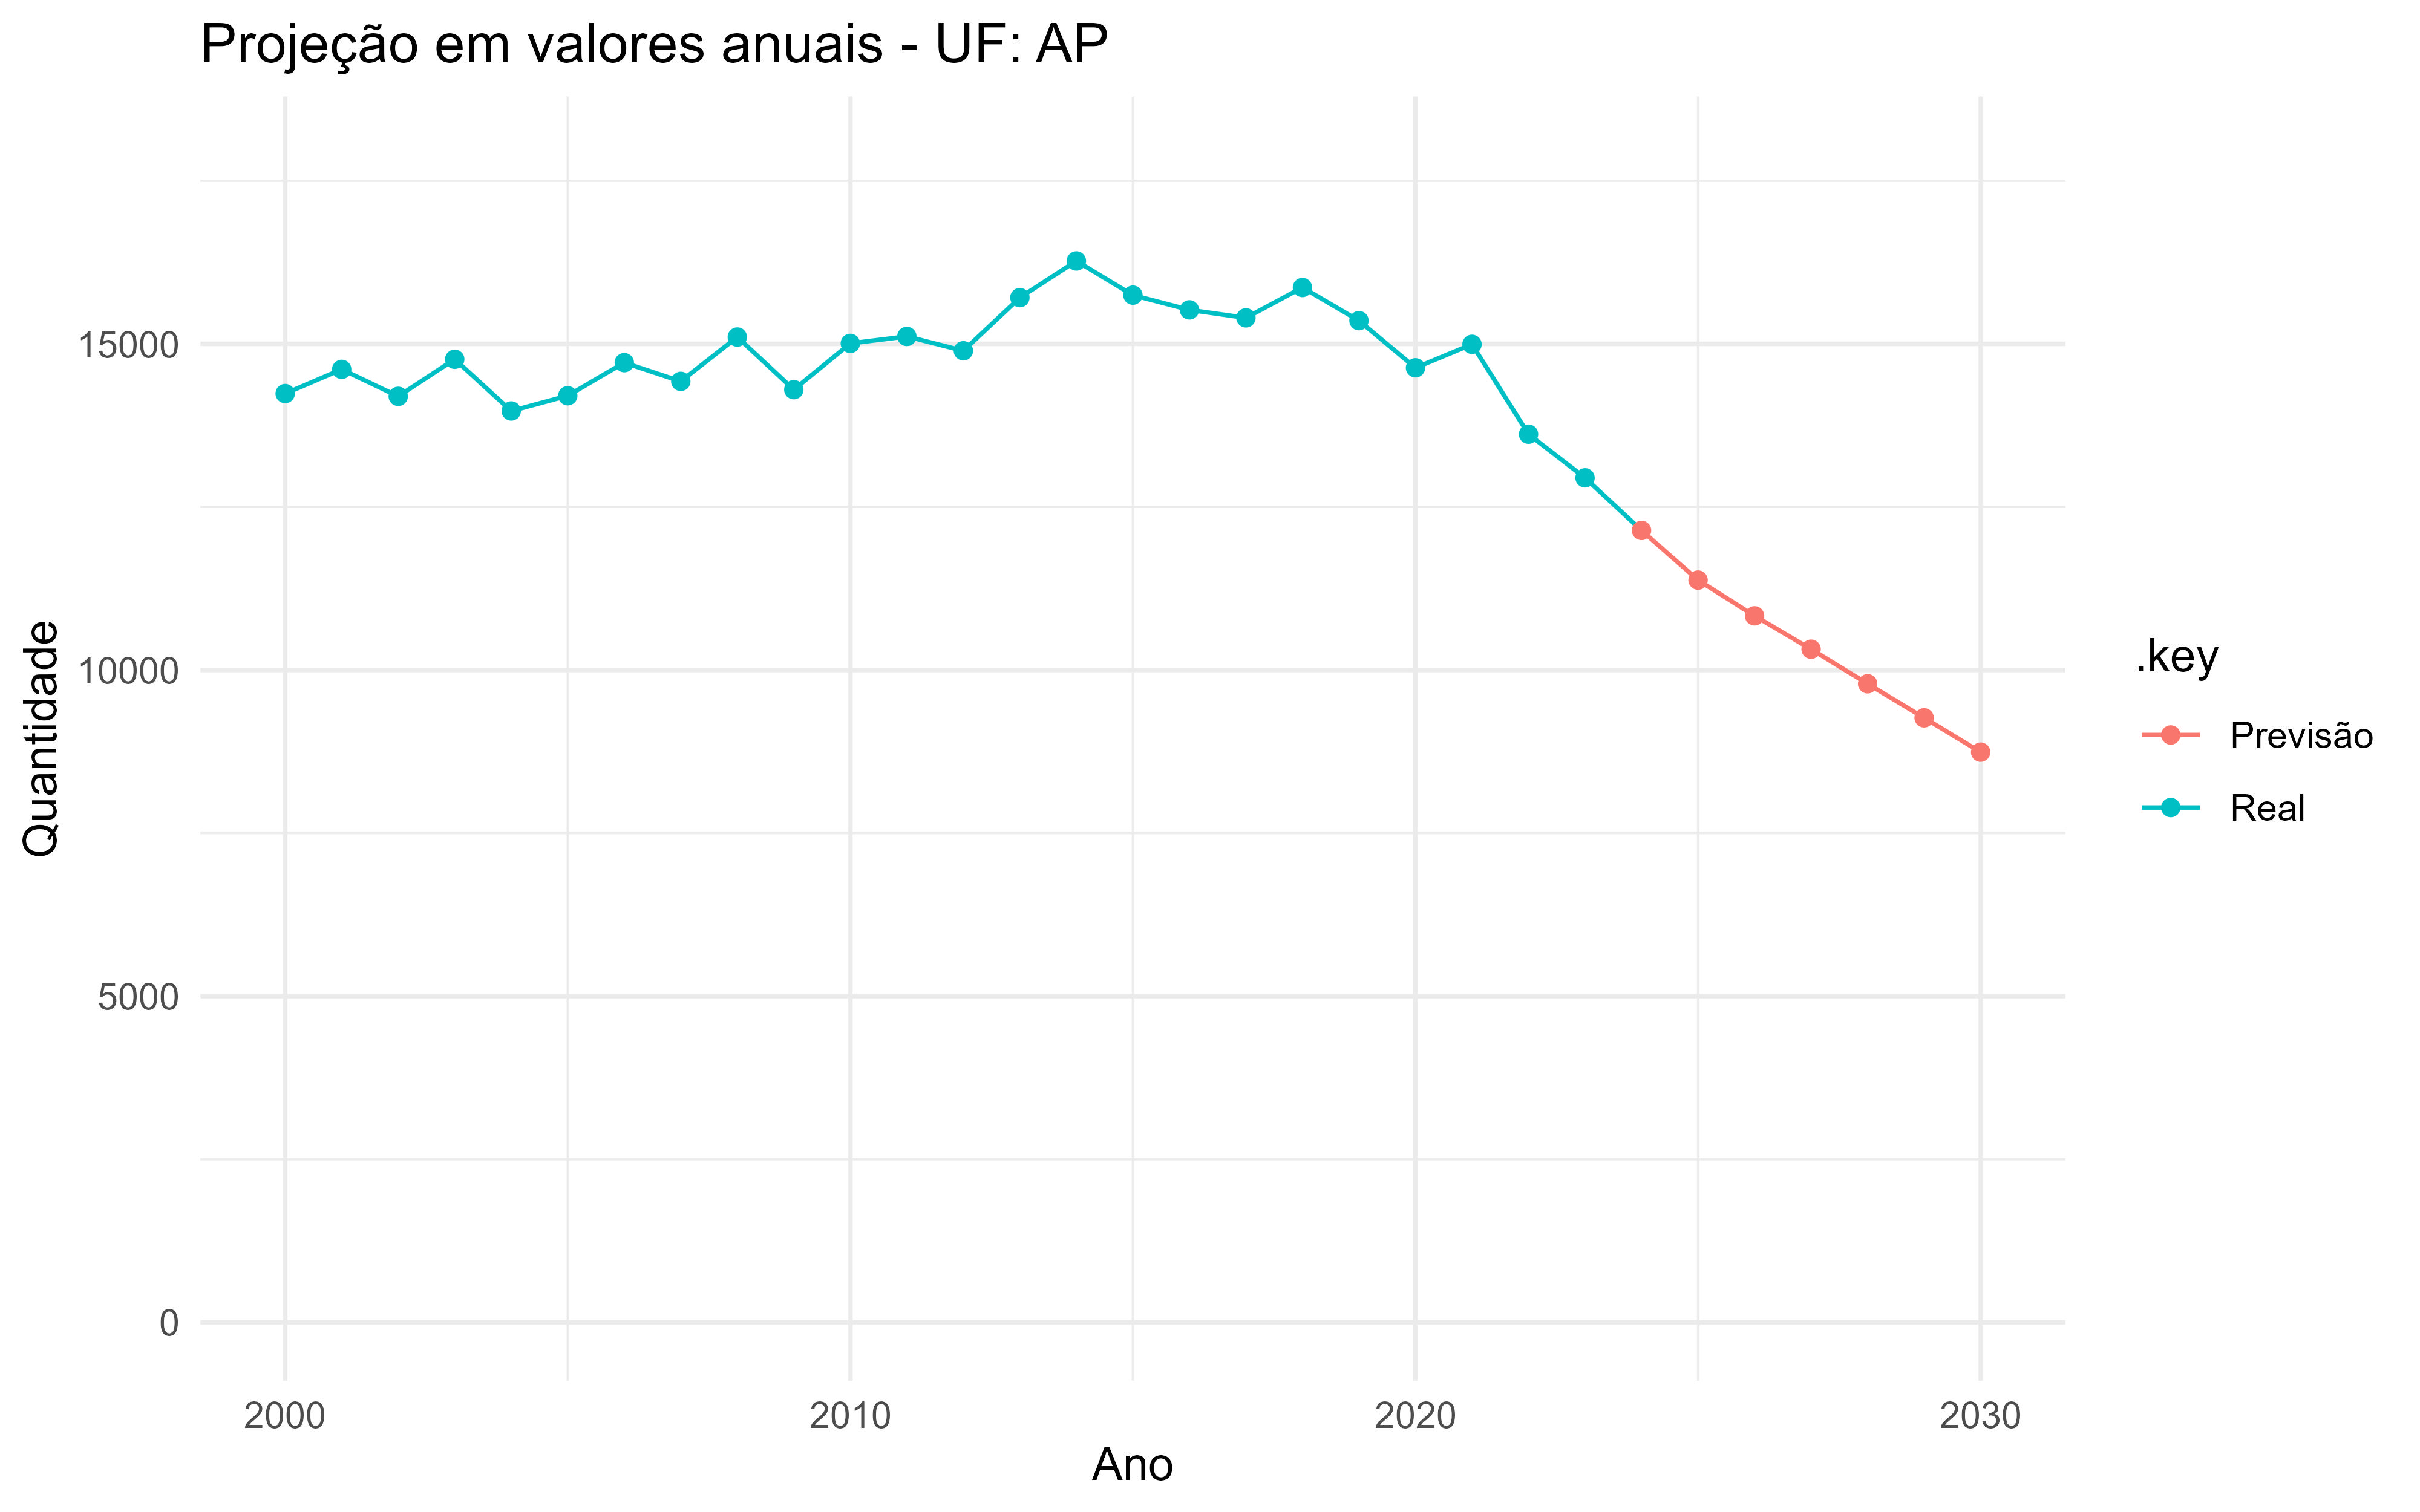 Projeção em valores anuais - UF: AP
Quantidade
15000
10000
5000
0
2000
2010
2020
2030
Ano
.key
Previsão
Real